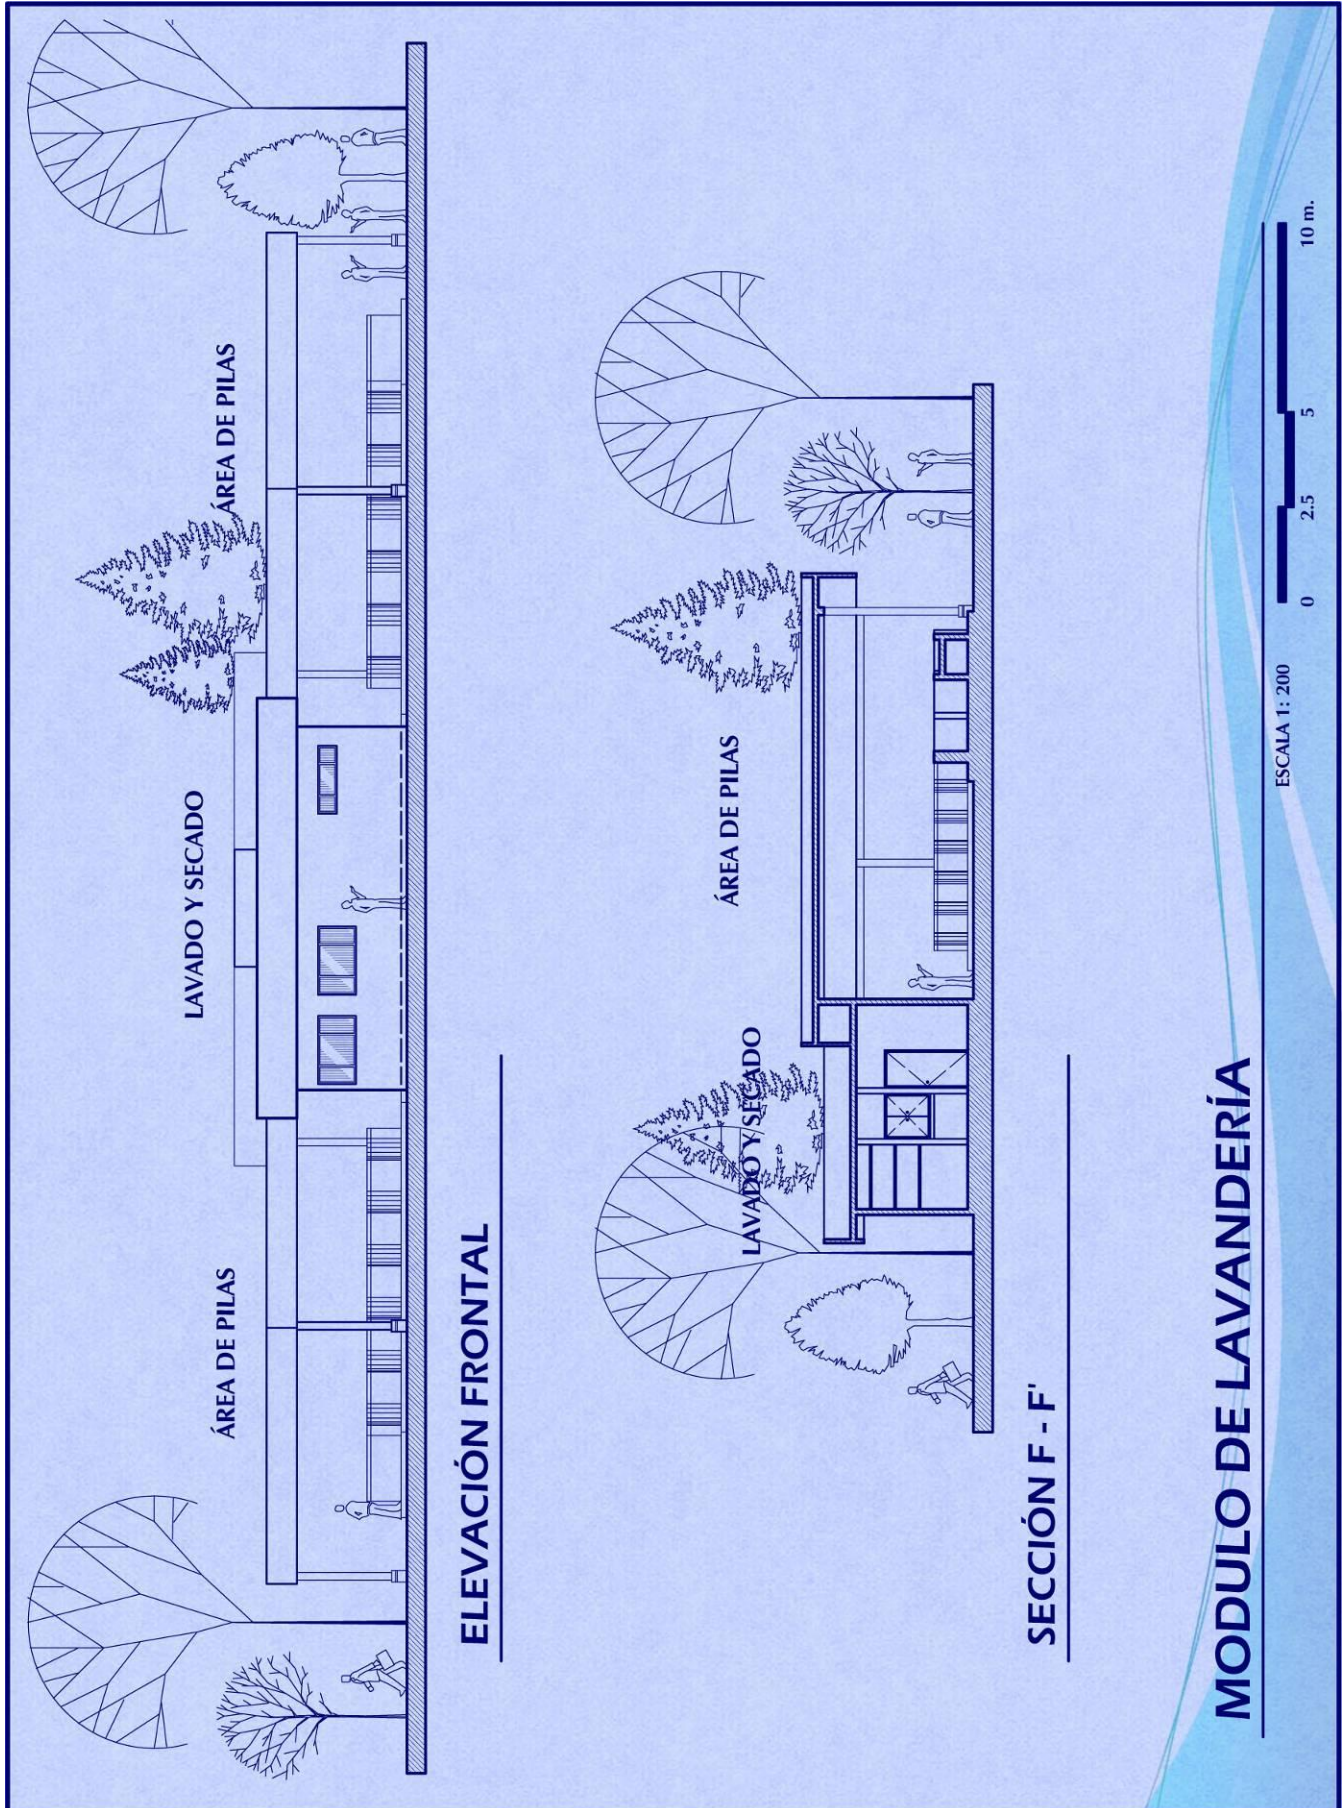 ÁREA DE PILAS
LAVADO Y SECADO
ÁREA DE PILAS
ELEVACIÓN FRONTAL
LAVADO Y SECADO
ÁREA DE PILAS
SECCIÓN F - F'
MODULO DE LAVANDERÍA
ESCALA 1: 200
0 2.5 5 10 m.